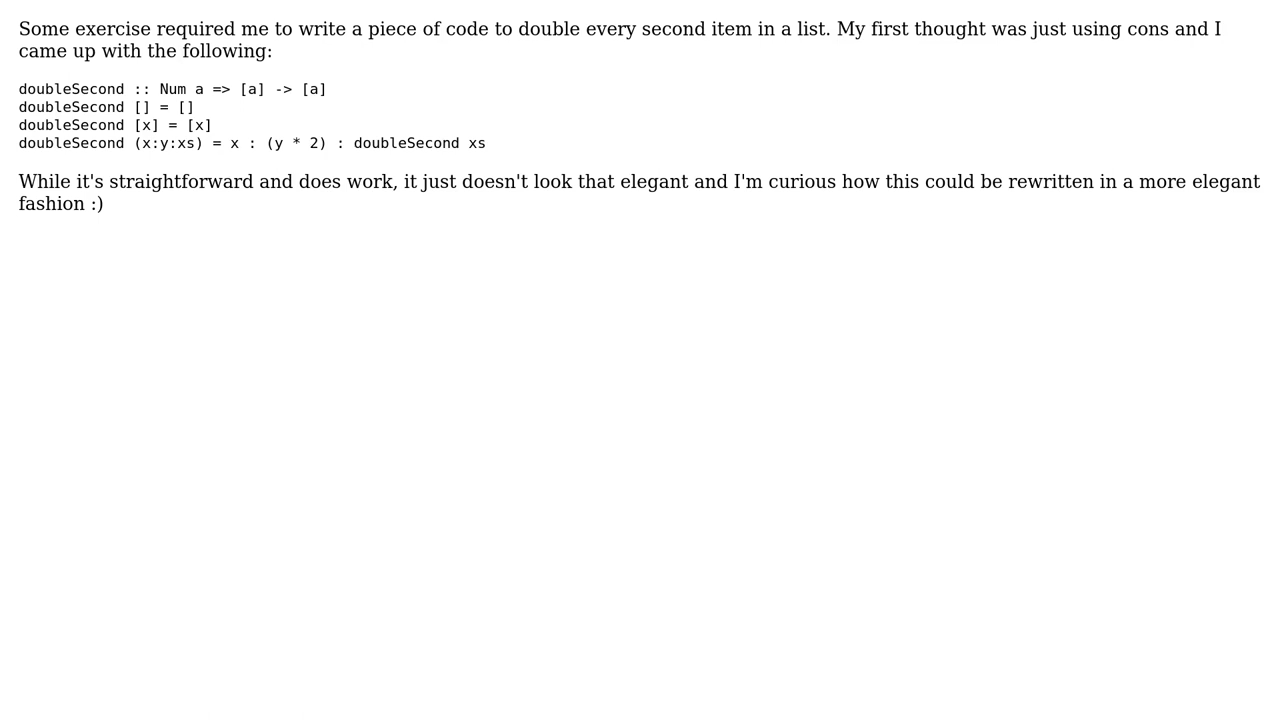 Some exercise required me to write a piece of code to double every second item in a list. My first thought was just using cons and I
came up with the following:
doubleSecond :: Num a => [a] -> [a]
doubleSecond [] = []
doubleSecond [x] = [x]
doubleSecond (x:y:xs) = x : (y * 2) : doubleSecond xs
While it's straightforward and does work, it just doesn't look that elegant and I'm curious how this could be rewritten in a more elegant
fashion :)